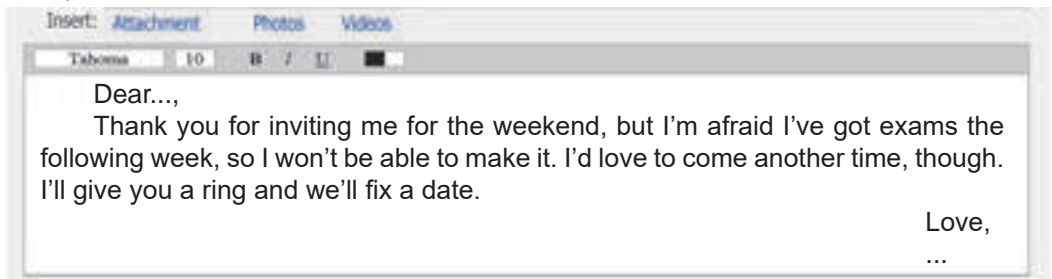 Insert: Attachment Photos Videos
Tahoma 10 B I U
Dear...,
Thank you for inviting me for the weekend, but I'm afraid I've got exams the
following week, so I won't be able to make it. I'd love to come another time, though.
I'll give you a ring and we'll fix a date.
Love,
...